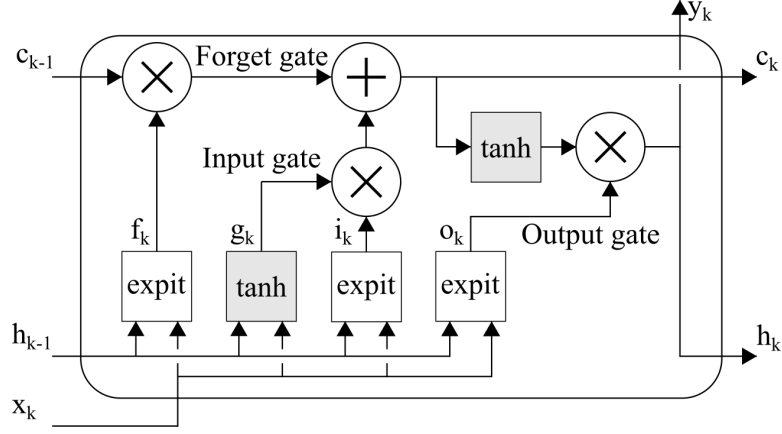 y_k
c_{k-1}
Forget gate
c_k
tanh
Input gate
f_k
g_k
i_k
o_k
Output gate
expit
tanh
expit
expit
h_{k-1}
h_k
x_k